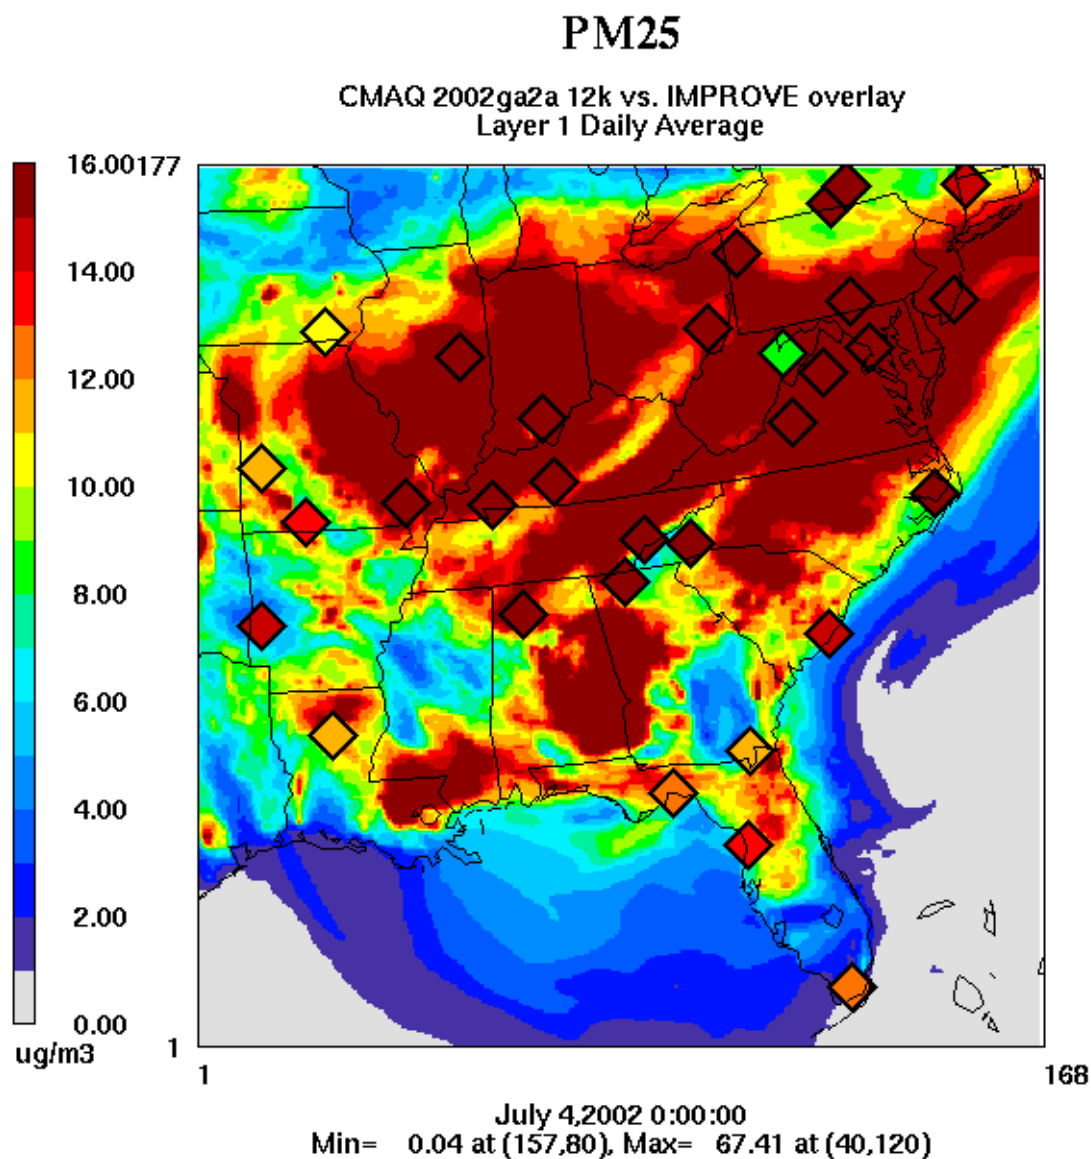 PM25
CMAQ 2002ga2a 12k vs. IMPROVE overlay
Layer 1 Daily Average
16.00
177
14.00
12.00
10.00
8.00
6.00
4.00
2.00
0.00
ug/m3
1
1
168
July 4,2002 0:00:00
Min= 0.04 at (157,80), Max= 67.41 at (40,120)